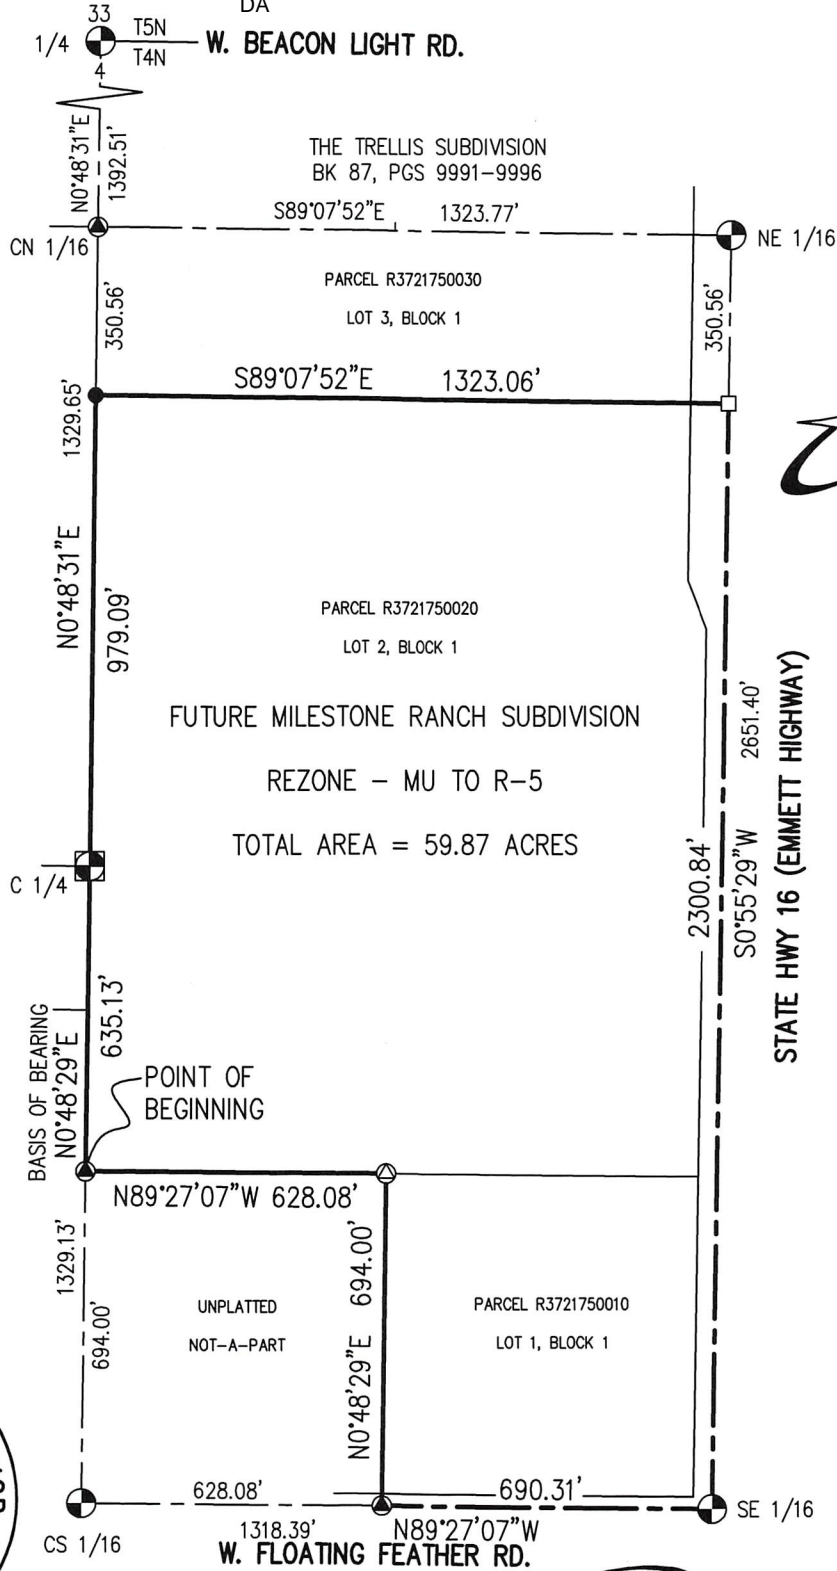 DA
33
T5N
1/4
W. BEACON LIGHT RD.
T4N
4
N0°48'31"E
1392.51'
THE TRELLIS SUBDIVISION
BK 87, PGS 9991-9996
S89°07'52"E 1323.77'
CN 1/16
NE 1/16
PARCEL R3721750030
LOT 3, BLOCK 1
350.56'
350.56'
S89°07'52"E 1323.06'
1329.65'
N0°48'31"E
979.09'
PARCEL R3721750020
LOT 2, BLOCK 1
FUTURE MILESTONE RANCH SUBDIVISION
REZONE - MU TO R-5
TOTAL AREA = 59.87 ACRES
2651.40'
STATE HWY 16 (EMMETT HIGHWAY)
2300.84'
S0°55'29"W
C 1/4
635.13'
BASIS OF BEARING
N0°48'29"E
POINT OF
BEGINNING
N89°27'07"W 628.08'
1329.13'
694.00'
UNPLATTED
NOT-A-PART
N0°48'29"E 694.00'
PARCEL R3721750010
LOT 1, BLOCK 1
628.08'
690.31'
SE 1/16
CS 1/16
1318.39'
N89°27'07"W
W. FLOATING FEATHER RD.